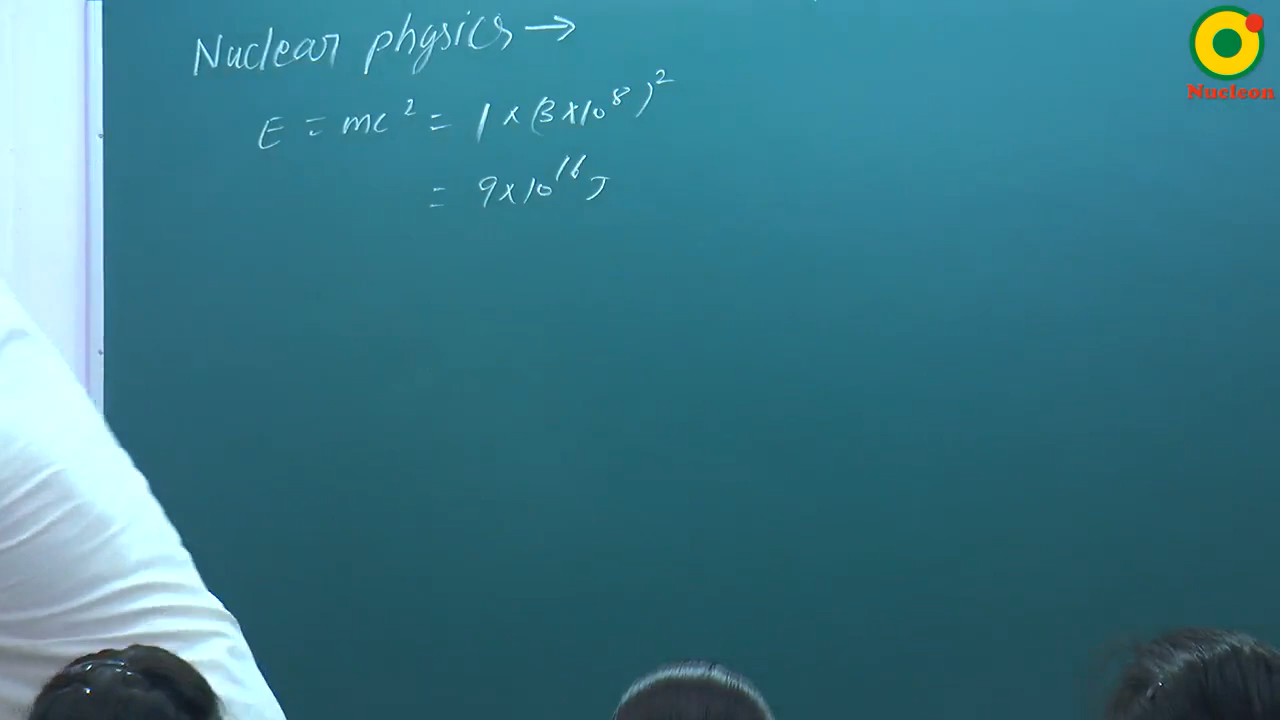 Nuclear physics →
E = mc² = 1 × (3×10⁸)²
= 9×10¹⁶ J
Nucleon